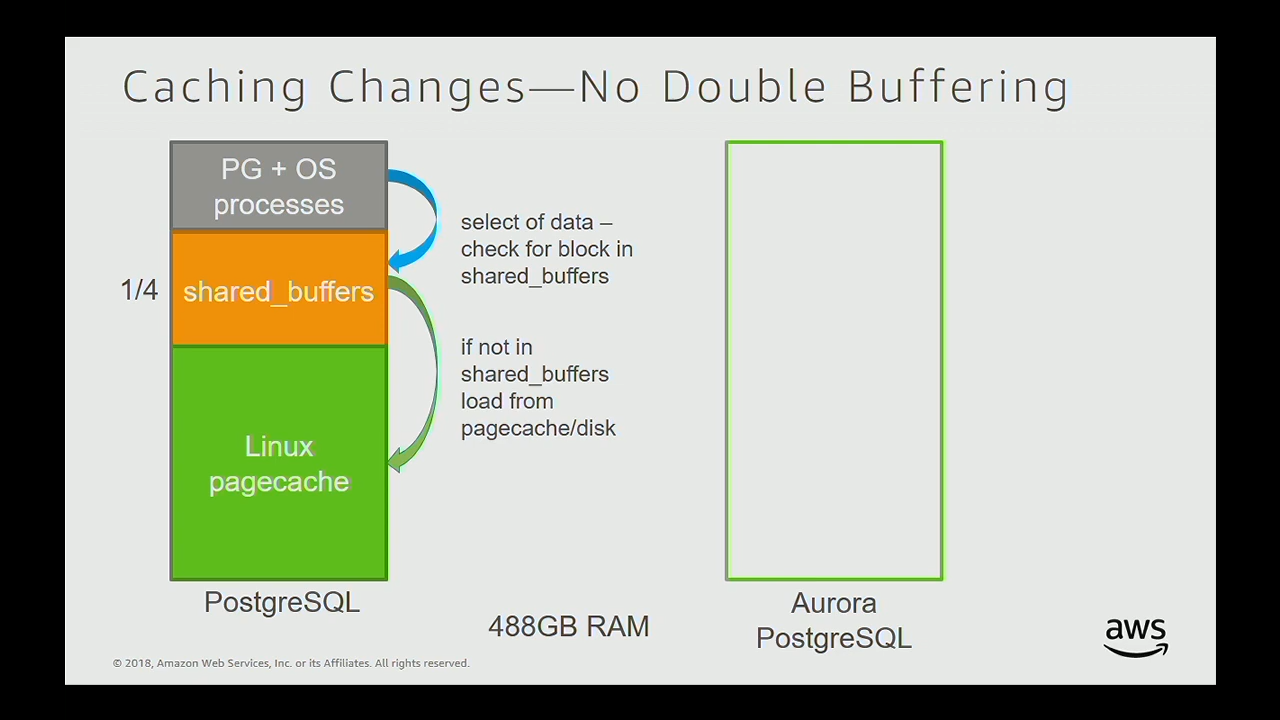 Caching Changes—No Double Buffering
PG + OS
processes
1/4
shared_buffers
Linux
pagecache
PostgreSQL
select of data –
check for block in
shared_buffers
if not in
shared_buffers
load from
pagecache/disk
488GB RAM
Aurora
PostgreSQL
aws
© 2018, Amazon Web Services, Inc. or its Affiliates. All rights reserved.